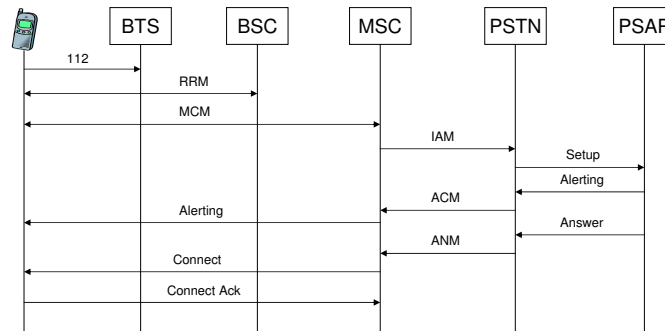 BTS BSC MSC PSTN PSAP
112
RRM
MCM
IAM
Setup
Alerting
ACM
Alerting
Answer
ANM
Connect
Connect Ack